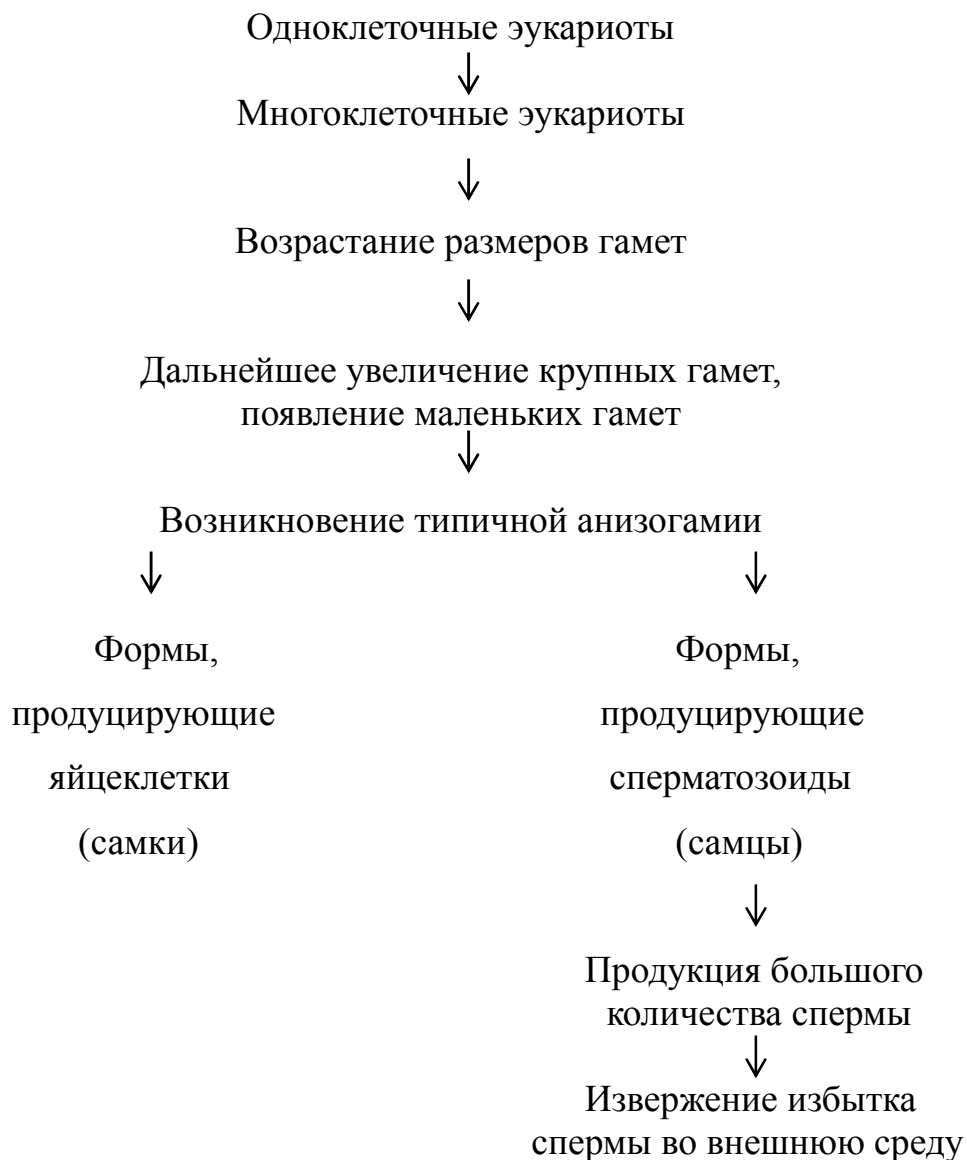 Одноклеточные эукариоты
Многоклеточные эукариоты
Возрастание размеров гамет
Дальнейшее увеличение крупных гамет,
появление маленьких гамет
Возникновение типичной анизогамии
Формы,
продуцирующие
яйцеклетки
(самки)
Формы,
продуцирующие
сперматозоиды
(самцы)
Продукция большого
количества спермы
Извержение избытка
спермы во внешнюю среду